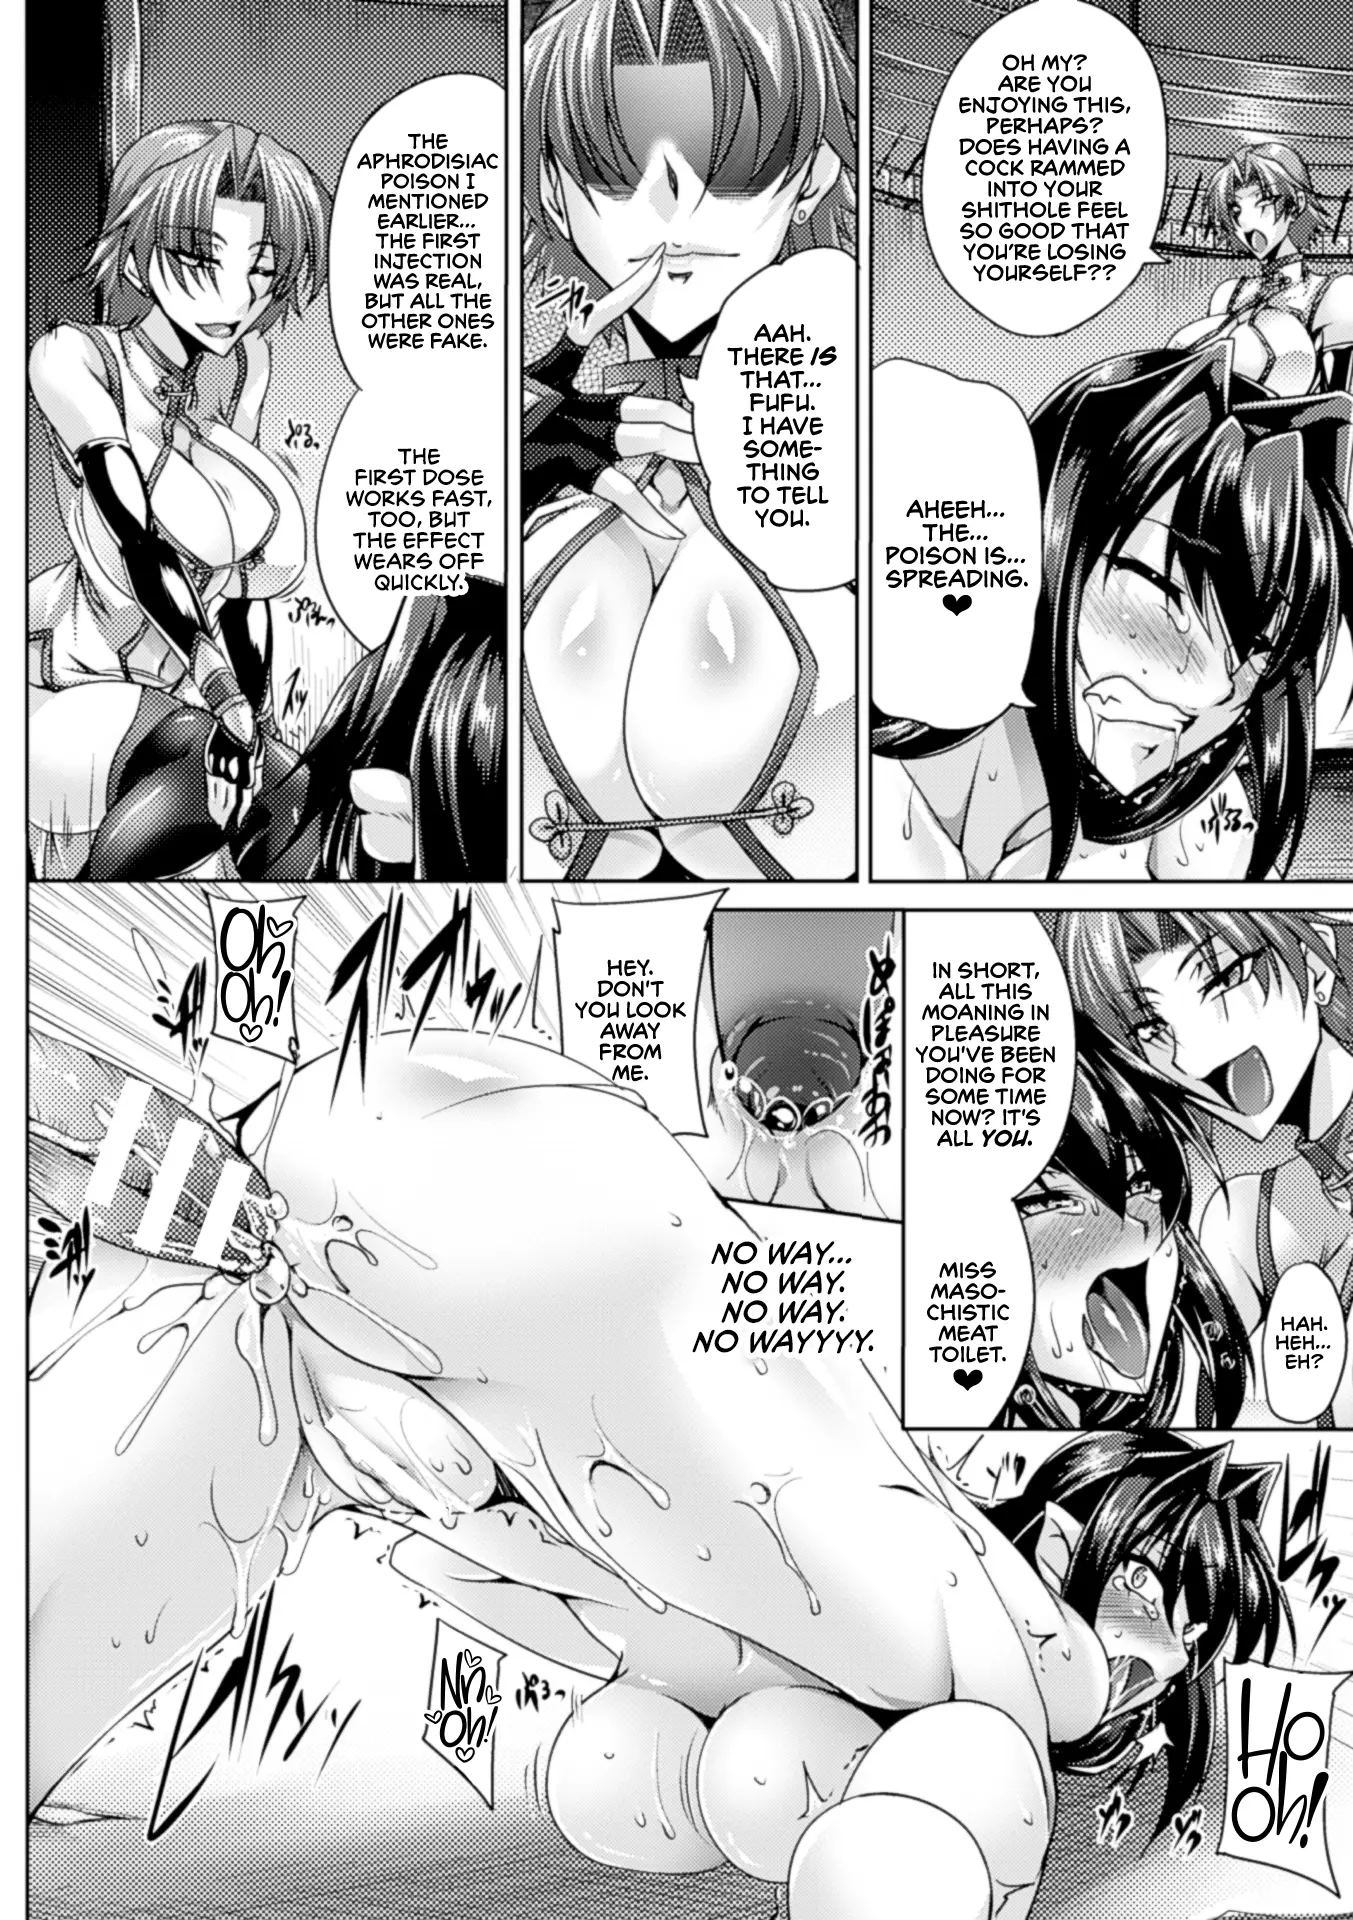 OH MY?
ARE YOU
ENJOYING THIS,
PERHAPS?
DOES HAVING A
COCK RAMMED
INTO YOUR
SHITHOLE FEEL
SO GOOD THAT
YOU'RE LOSING
YOURSELF??
AHEEH...
THE...
POISON IS...
SPREADING.
♥
AAH.
THERE IS
THAT...
FUFU.
I HAVE
SOME-
THING
TO TELL
YOU.
THE
APHRODISIAC
POISON I
MENTIONED
EARLIER...
THE FIRST
INJECTION
WAS REAL,
BUT ALL THE
OTHER ONES
WERE FAKE.
THE
FIRST DOSE
WORKS FAST,
TOO, BUT
THE EFFECT
WEARS OFF
QUICKLY.
IN SHORT,
ALL THIS
MOANING IN
PLEASURE
YOU'VE BEEN
DOING FOR
SOME TIME
NOW? IT'S
ALL YOU.
MISS
MASO-
CHISTIC
MEAT
TOILET.
♥
HAH.
HEH...
EH?
HEY.
DON'T
YOU LOOK
AWAY
FROM
ME.
NO WAY...
NO WAY.
NO WAY.
NO WAYYYY.
Oh♡
Oh!♡
Nn♡
Oh!♡
Ho
Oh!